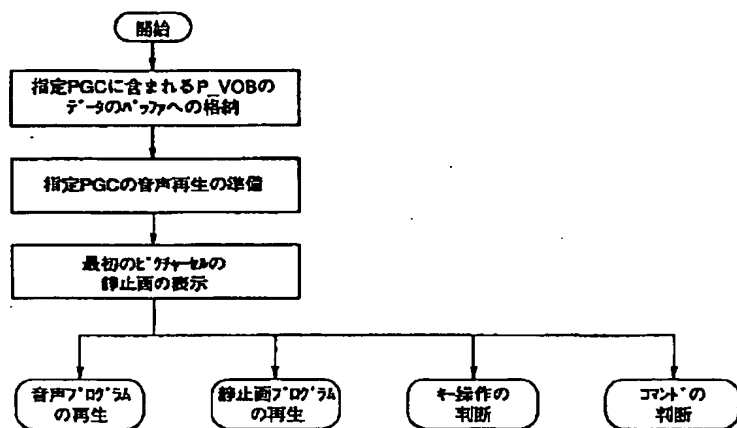 開始
指定PGCに含まれるP_VOBの
ﾃﾞｰﾀのﾊﾞｯﾌｧへの格納
指定PGCの音声再生の準備
最初のﾋﾟｸﾁｬｰｾﾙの
静止画の表示
音声ﾌﾟﾛｸﾞﾗﾑ
の再生
静止画ﾌﾟﾛｸﾞﾗﾑ
の再生
ｷｰ操作の
判断
ｺﾏﾝﾄﾞの
判断